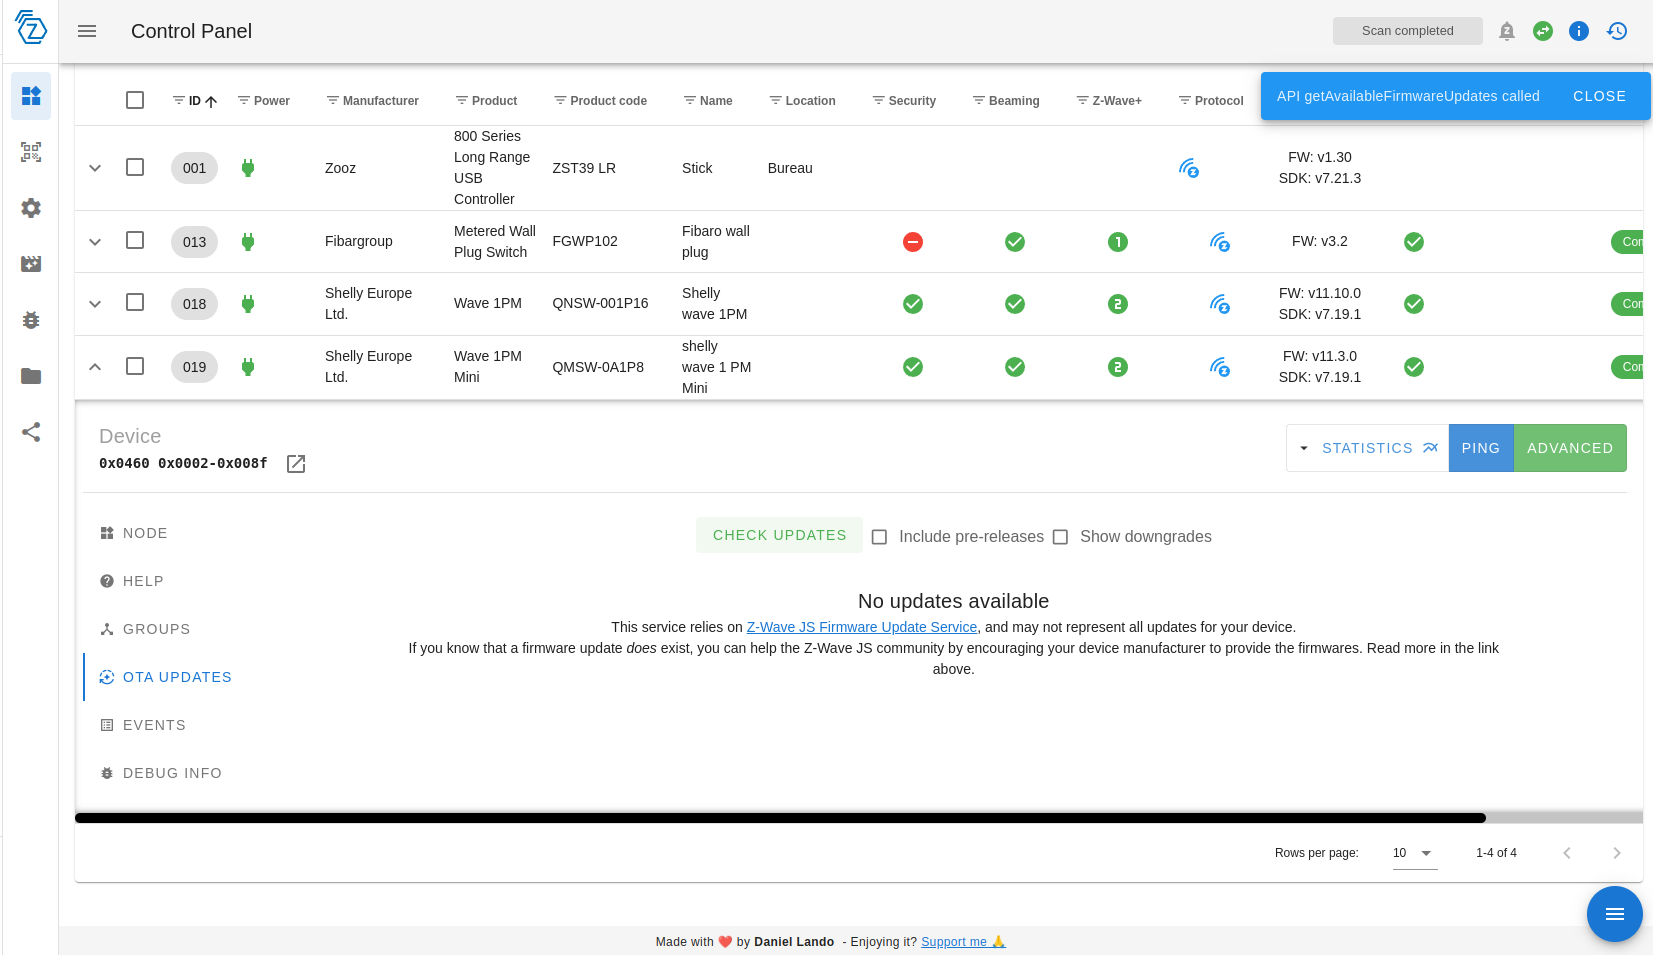 Control Panel
Scan completed
API getAvailableFirmwareUpdates called CLOSE
ID Power Manufacturer Product Product code Name Location Security Beaming Z-Wave+ Protocol
001 Zooz 800 Series Long Range USB Controller ZST39 LR Stick Bureau FW: v1.30 SDK: v7.21.3
013 Fibargroup Metered Wall Plug Switch FGWP102 Fibaro wall plug 1 FW: v3.2 Con
018 Shelly Europe Ltd. Wave 1PM QNSW-001P16 Shelly wave 1PM 2 FW: v11.10.0 SDK: v7.19.1 Con
019 Shelly Europe Ltd. Wave 1PM Mini QMSW-0A1P8 shelly wave 1 PM Mini 2 FW: v11.3.0 SDK: v7.19.1 Con
Device
0x0460 0x0002-0x008f
STATISTICS PING ADVANCED
NODE
HELP
GROUPS
OTA UPDATES
EVENTS
DEBUG INFO
CHECK UPDATES Include pre-releases Show downgrades
No updates available
This service relies on Z-Wave JS Firmware Update Service, and may not represent all updates for your device.
If you know that a firmware update does exist, you can help the Z-Wave JS community by encouraging your device manufacturer to provide the firmwares. Read more in the link
above.
Rows per page: 10 1-4 of 4
Made with ❤️ by Daniel Lando - Enjoying it? Support me 🙏